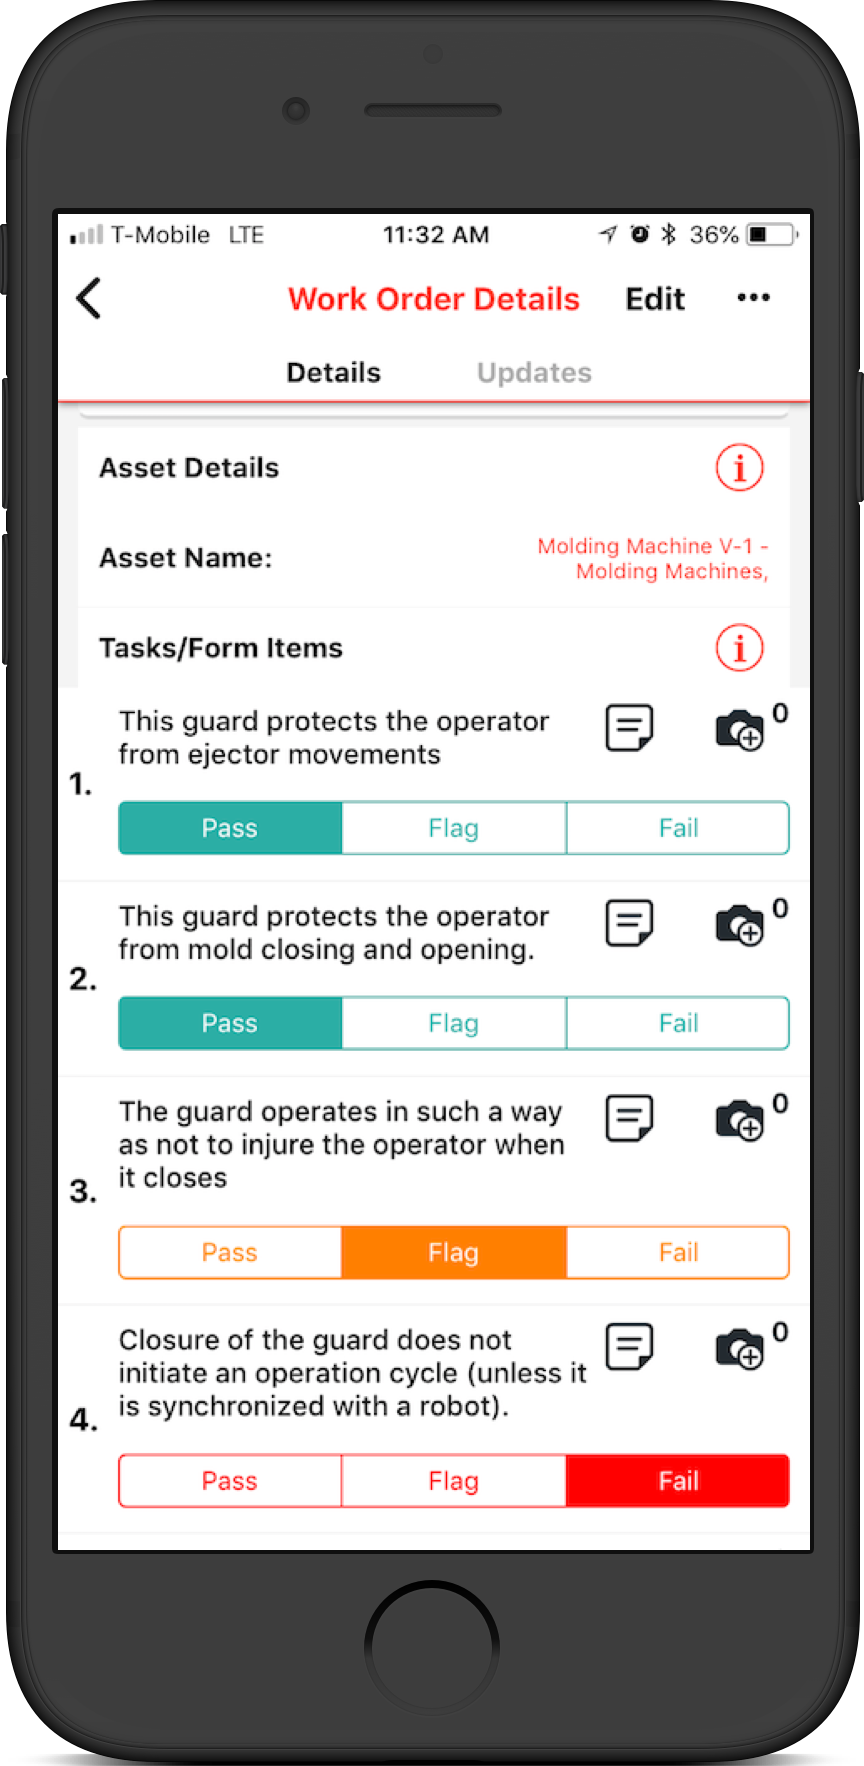 T-Mobile LTE 11:32 AM 36%
Work Order Details Edit
Details Updates
Asset Details i
Asset Name: Molding Machine V-1 -
Molding Machines,
Tasks/Form Items i
1. This guard protects the operator 0
from ejector movements
Pass Flag Fail
2. This guard protects the operator 0
from mold closing and opening.
Pass Flag Fail
3. The guard operates in such a way 0
as not to injure the operator when
it closes
Pass Flag Fail
4. Closure of the guard does not 0
initiate an operation cycle (unless it
is synchronized with a robot).
Pass Flag Fail